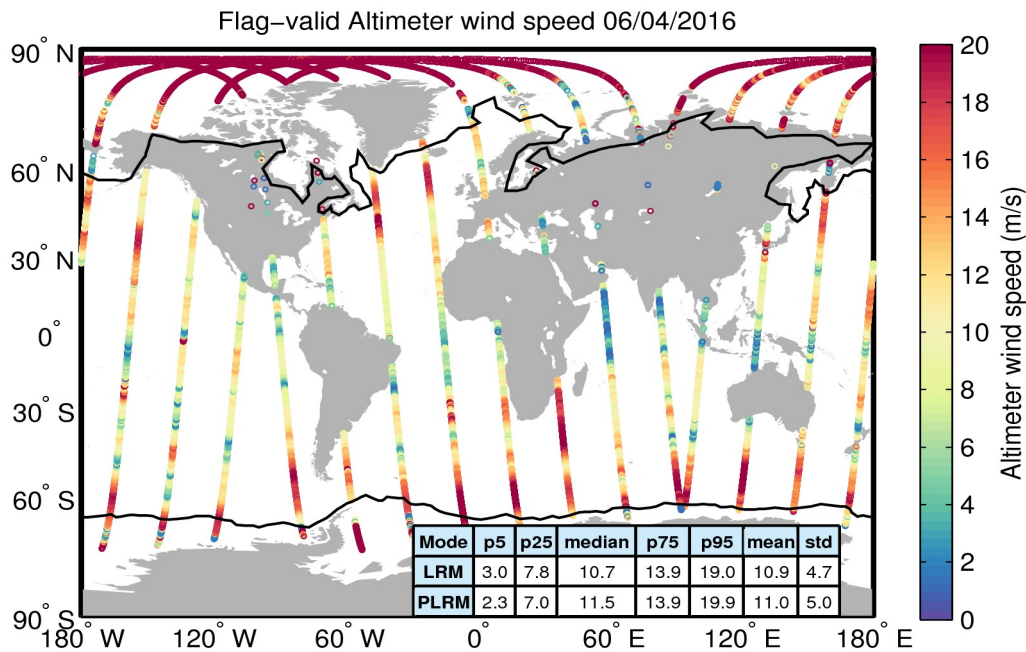 Flag−valid Altimeter wind speed 06/04/2016
90° N
60° N
30° N
0°
30° S
60° S
90° S
180° W
120° W
60° W
0°
60° E
120° E
180° E
Mode p5 p25 median p75 p95 mean std
LRM 3.0 7.8 10.7 13.9 19.0 10.9 4.7
PLRM 2.3 7.0 11.5 13.9 19.9 11.0 5.0
20
18
16
14
12
10
8
6
4
2
0
Altimeter wind speed (m/s)